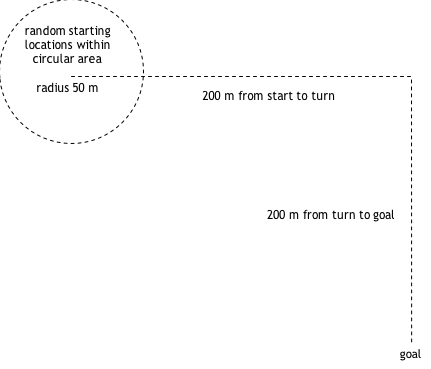 random starting
locations within
circular area
radius 50 m
200 m from start to turn
200 m from turn to goal
goal